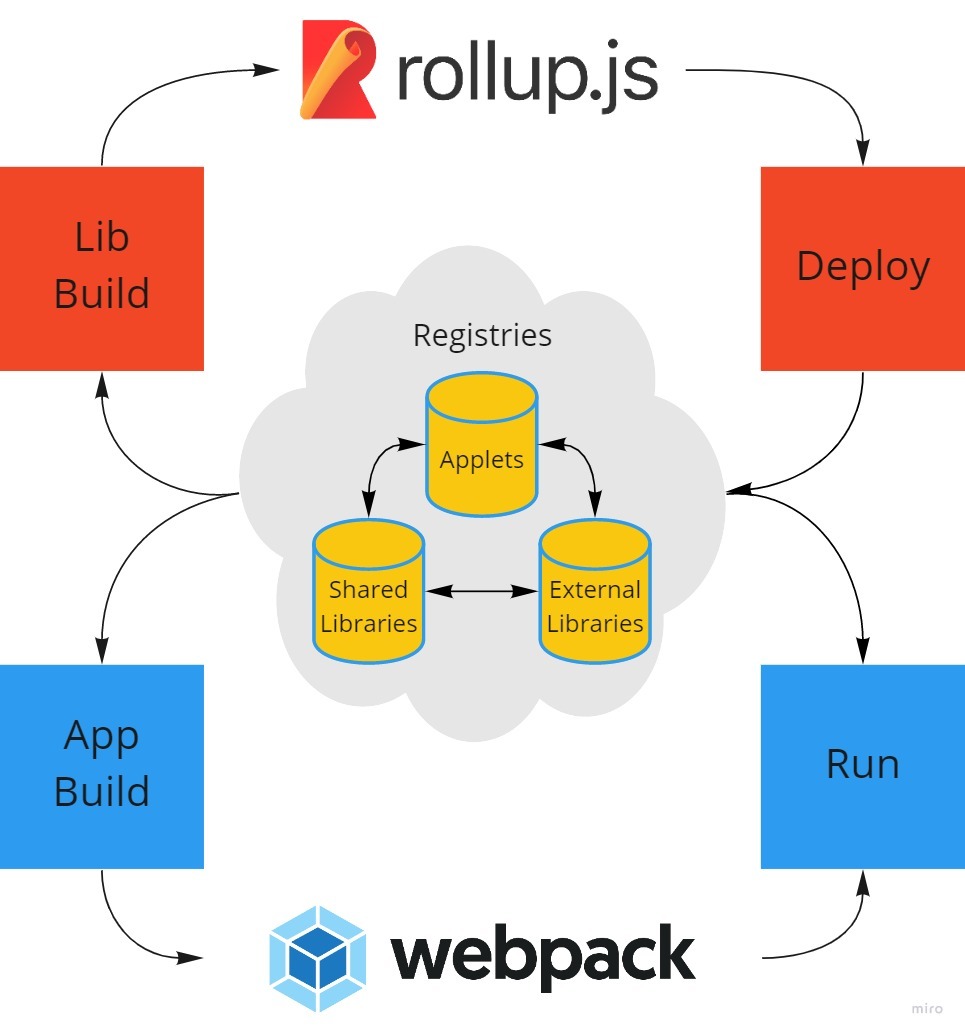 rollup.js
Lib
Build
Deploy
Registries
Applets
Shared
Libraries
External
Libraries
App
Build
Run
webpack
miro